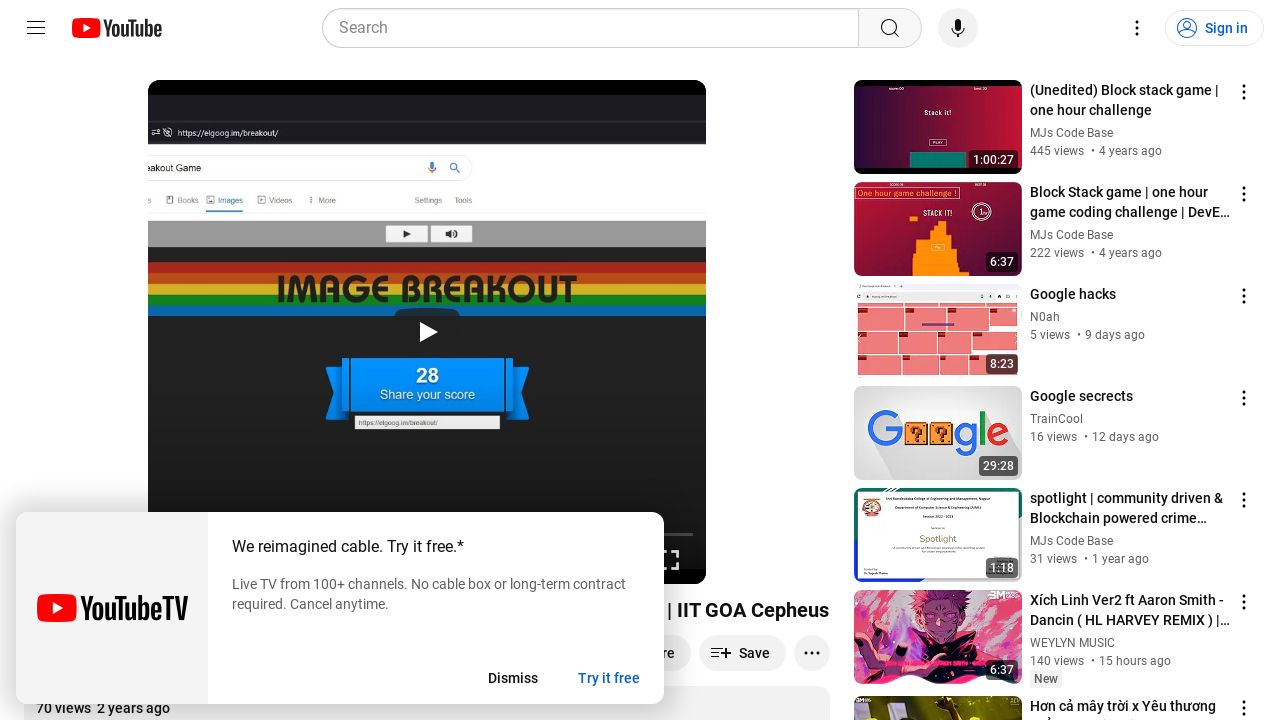 YouTube
Search
Sign in
https://elgoog.im/breakout/
eakout Game
Books
Images
Videos
More
Settings
Tools
IMAGE BREAKOUT
28
Share your score
https://elgoog.im/breakout/
We reimagined cable. Try it free.*
Live TV from 100+ channels. No cable box or long-term contract
required. Cancel anytime.
YouTubeTV
Dismiss
Try it free
| IIT GOA Cepheus
re
Save
70 views 2 years ago
Stack it!
PLAY
1:00:27
(Unedited) Block stack game |
one hour challenge
MJs Code Base
445 views • 4 years ago
One hour game challenge !
STACK IT!
6:37
Block Stack game | one hour
game coding challenge | DevE...
MJs Code Base
222 views • 4 years ago
8:23
Google hacks
N0ah
5 views • 9 days ago
Google
29:28
Google secrects
TrainCool
16 views • 12 days ago
Spotlight
1:18
spotlight | community driven &
Blockchain powered crime...
MJs Code Base
31 views • 1 year ago
6:37
Xích Linh Ver2 ft Aaron Smith -
Dancin ( HL HARVEY REMIX ) |...
WEYLYN MUSIC
140 views • 15 hours ago
New
Hơn cả mây trời x Yêu thương